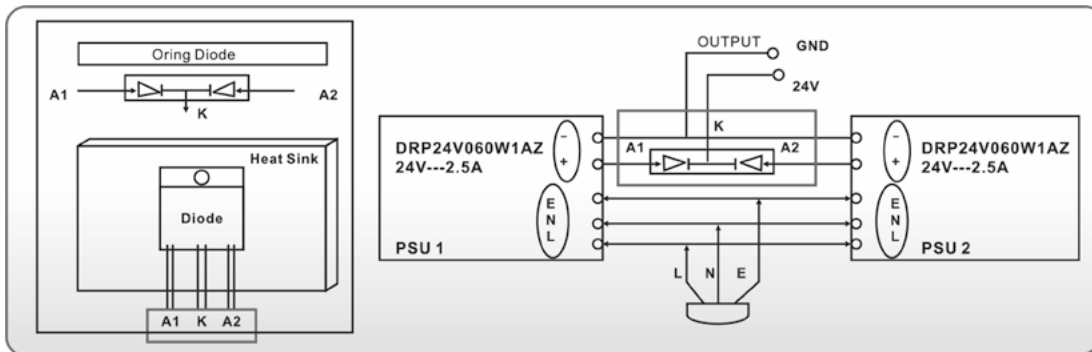 Oring Diode
A1
A2
K
Heat Sink
Diode
A1 K A2
OUTPUT
GND
24V
DRP24V060W1AZ
24V---2.5A
PSU 1
−
+
E
N
L
K
A1
A2
−
+
E
N
L
DRP24V060W1AZ
24V---2.5A
PSU 2
L N E